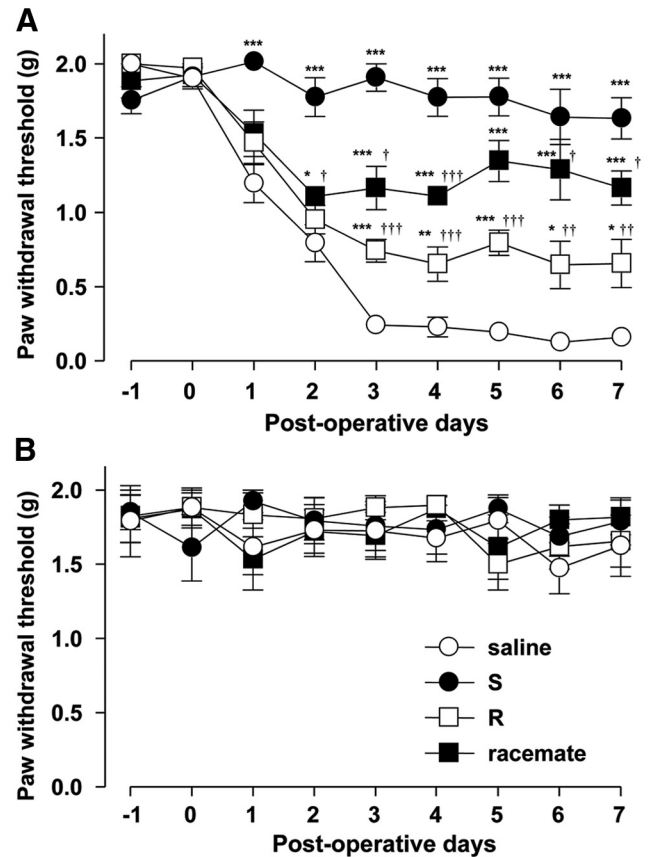 A
Paw withdrawal threshold (g)
2.0
1.5
1.0
0.5
0.0
*** *** *** *** *** *** ***
***
*** † *** † *** †
* † *** †††
*** ††† ** ††† *** ††† * †† * ††
-1 0 1 2 3 4 5 6 7
Post-operative days
B
Paw withdrawal threshold (g)
2.0
1.5
1.0
0.5
0.0
saline
S
R
racemate
-1 0 1 2 3 4 5 6 7
Post-operative days